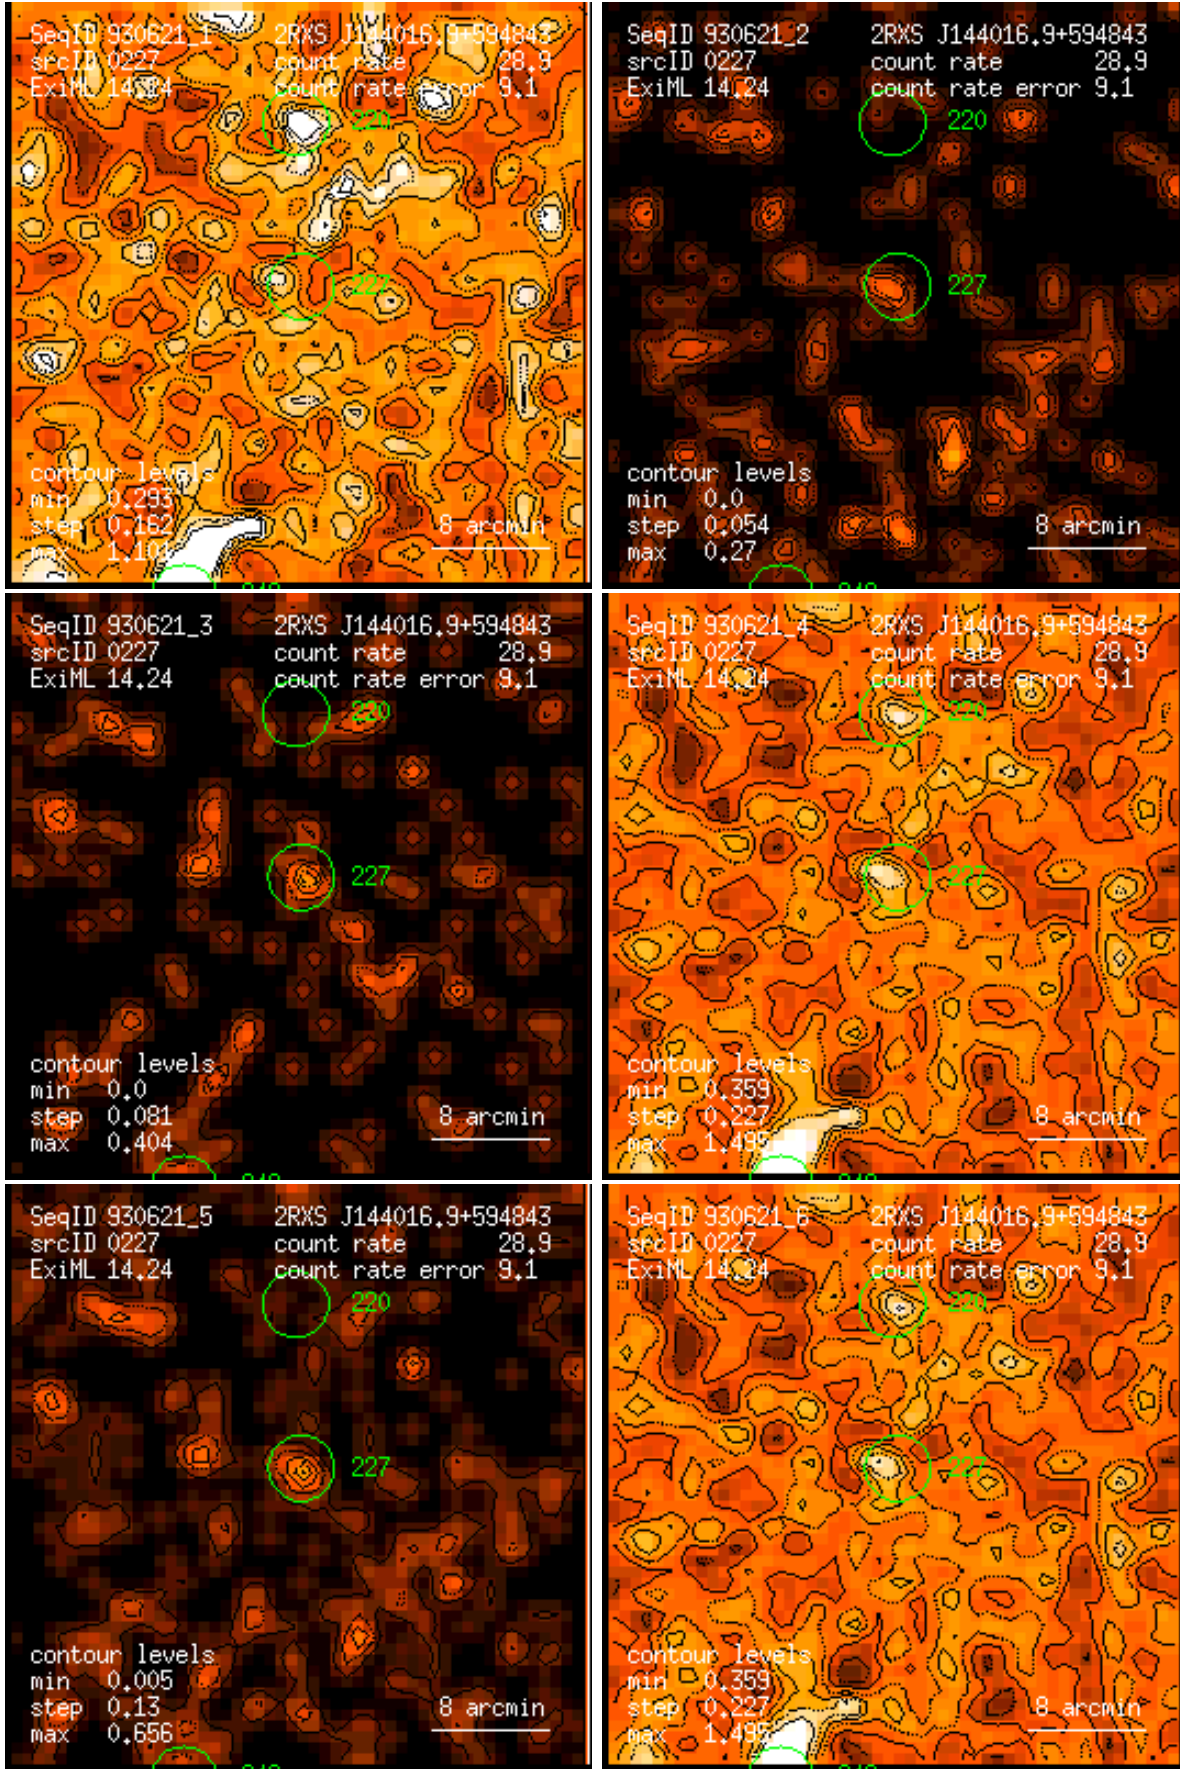 SeqID 930621_1 2RXS J144016.9+594843
srcID 0227 count rate 28.9
ExiML 14.24 count rate error 9.1
220
227
contour levels
min 0.293
step 0.162
max 1.101
8 arcmin
SeqID 930621_2 2RXS J144016.9+594843
srcID 0227 count rate 28.9
ExiML 14.24 count rate error 9.1
220
227
contour levels
min 0.0
step 0.054
max 0.27
8 arcmin
SeqID 930621_3 2RXS J144016.9+594843
srcID 0227 count rate 28.9
ExiML 14.24 count rate error 9.1
220
227
contour levels
min 0.0
step 0.081
max 0.404
8 arcmin
SeqID 930621_4 2RXS J144016.9+594843
srcID 0227 count rate 28.9
ExiML 14.24 count rate error 9.1
220
227
contour levels
min 0.359
step 0.227
max 1.495
8 arcmin
SeqID 930621_5 2RXS J144016.9+594843
srcID 0227 count rate 28.9
ExiML 14.24 count rate error 9.1
220
227
contour levels
min 0.005
step 0.13
max 0.656
8 arcmin
SeqID 930621_6 2RXS J144016.9+594843
srcID 0227 count rate 28.9
ExiML 14.24 count rate error 9.1
220
227
contour levels
min 0.359
step 0.227
max 1.495
8 arcmin